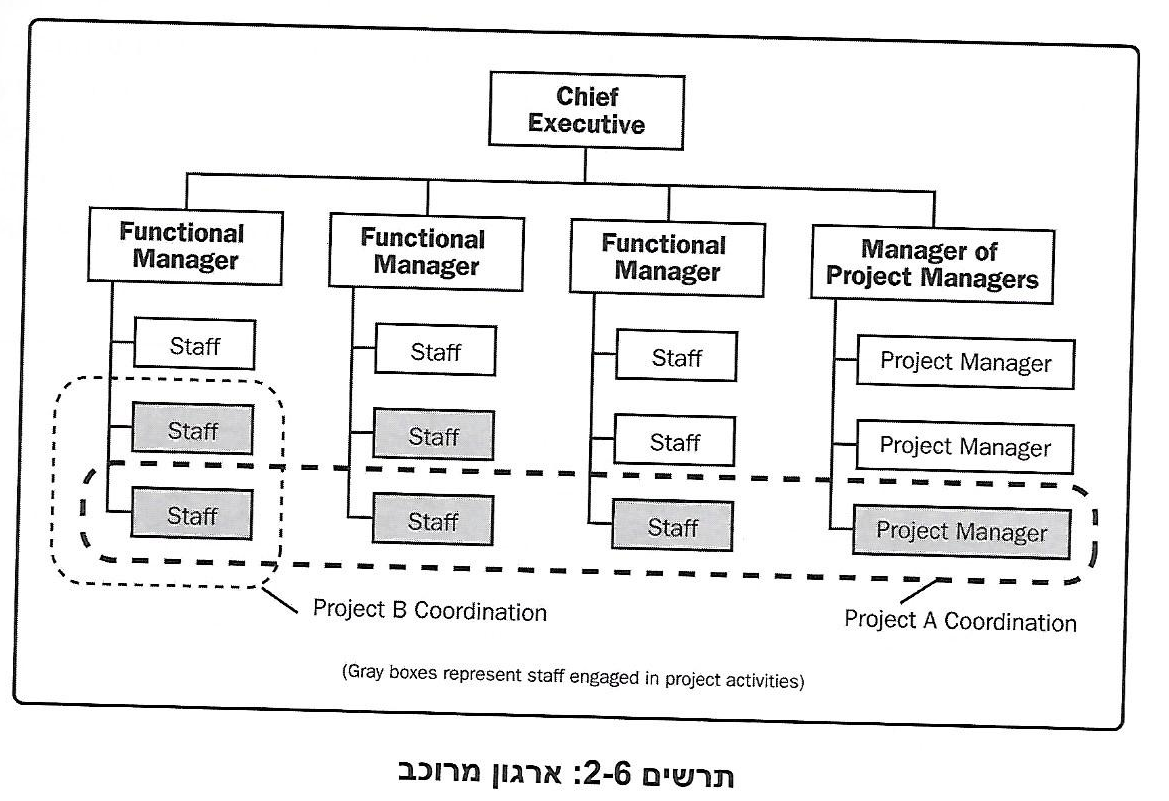 Chief
Executive
Functional
Manager
Functional
Manager
Functional
Manager
Manager of
Project Managers
Staff
Staff
Staff
Project Manager
Staff
Staff
Staff
Project Manager
Staff
Staff
Staff
Project Manager
Project B Coordination
Project A Coordination
(Gray boxes represent staff engaged in project activities)
תרשים 2-6: ארגון מרוכב